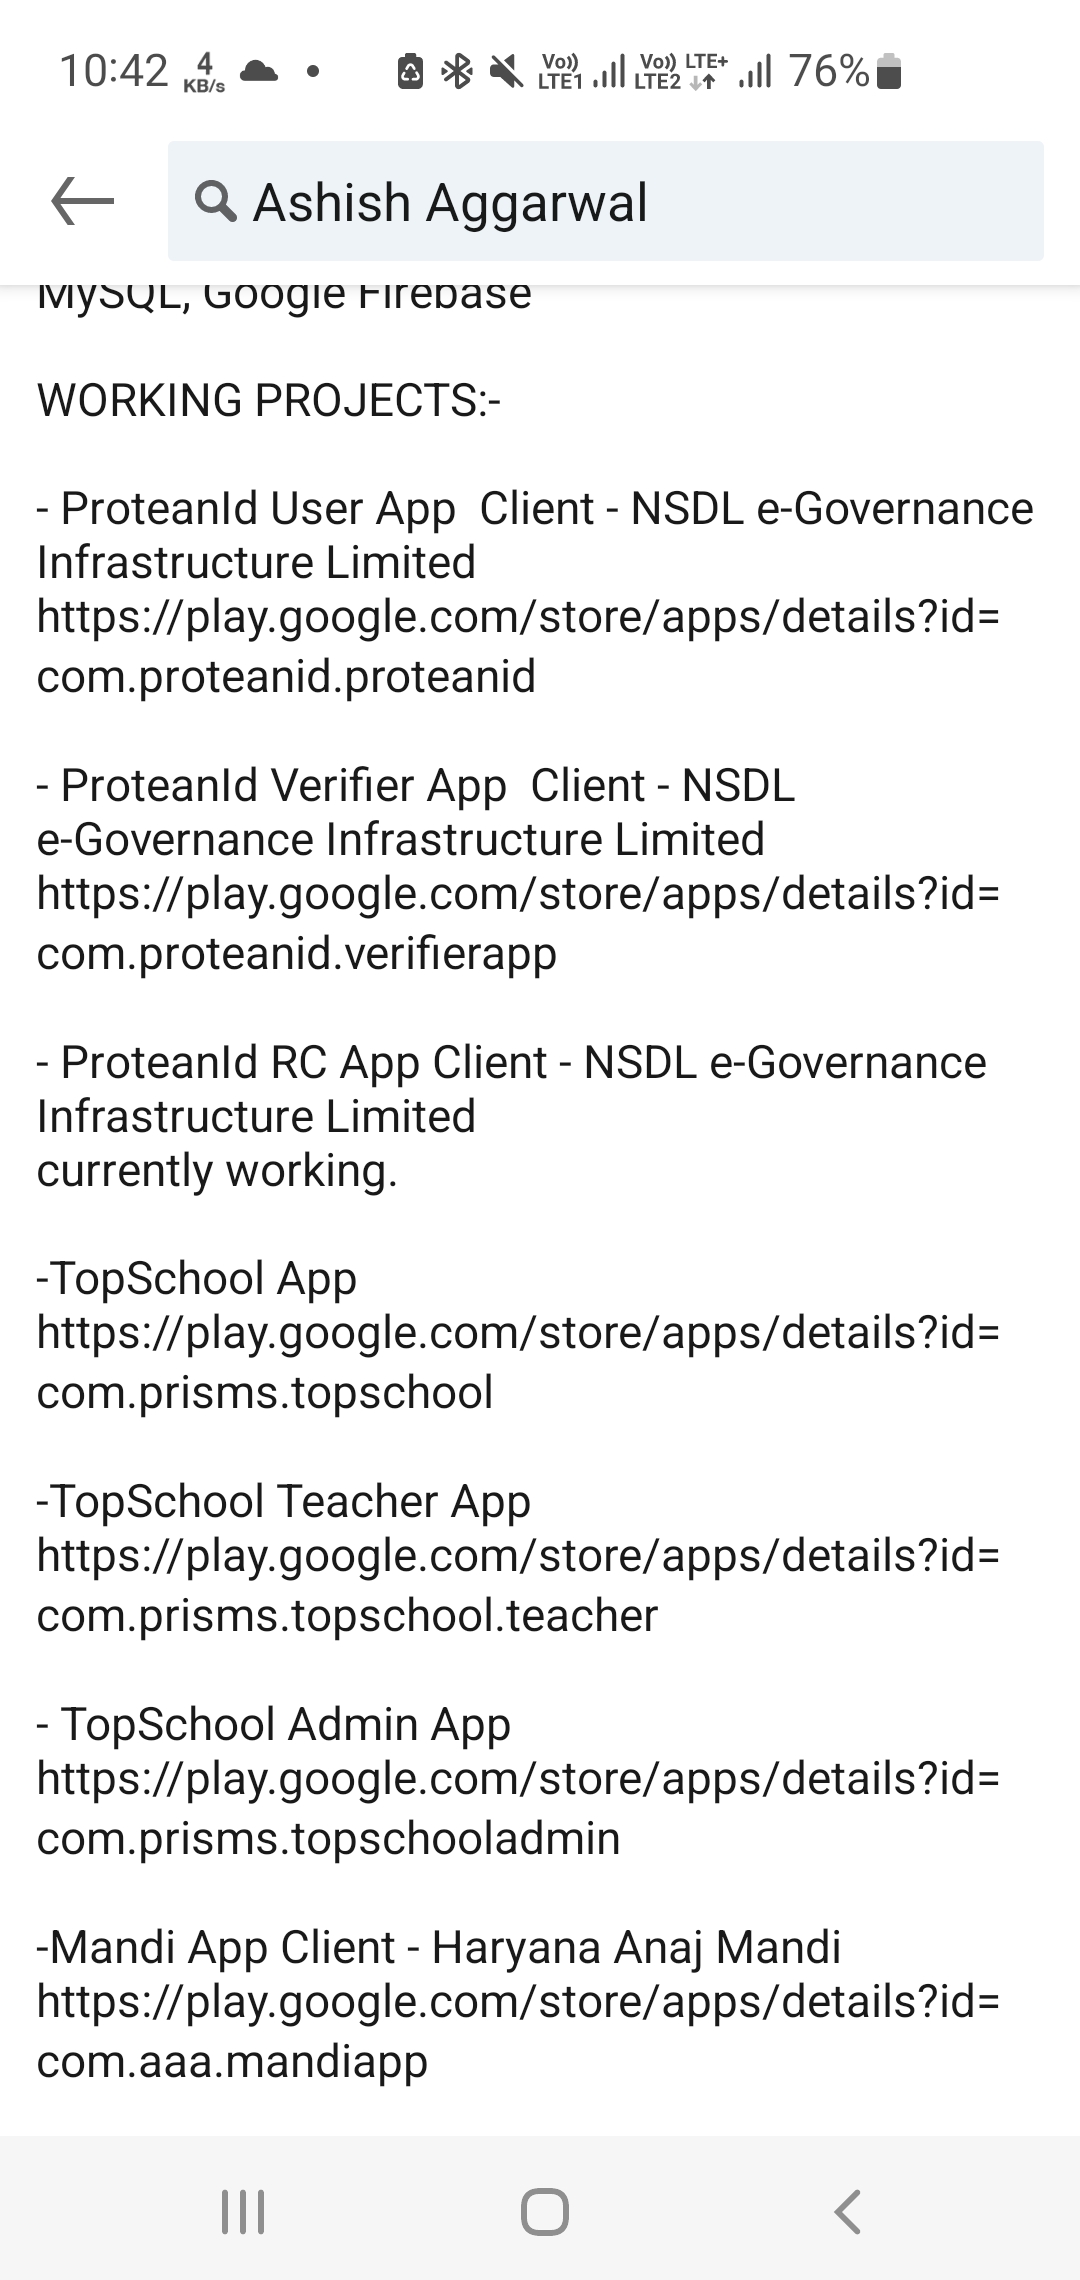 10:42 4 KB/s Vo)) LTE1 Vo)) LTE2 LTE+ 76%
Ashish Aggarwal
MySQL, Google Firebase
WORKING PROJECTS:-
- ProteanId User App  Client - NSDL e-Governance
Infrastructure Limited
https://play.google.com/store/apps/details?id=
com.proteanid.proteanid
- ProteanId Verifier App  Client - NSDL
e-Governance Infrastructure Limited
https://play.google.com/store/apps/details?id=
com.proteanid.verifierapp
- ProteanId RC App Client - NSDL e-Governance
Infrastructure Limited
currently working.
-TopSchool App
https://play.google.com/store/apps/details?id=
com.prisms.topschool
-TopSchool Teacher App
https://play.google.com/store/apps/details?id=
com.prisms.topschool.teacher
- TopSchool Admin App
https://play.google.com/store/apps/details?id=
com.prisms.topschooladmin
-Mandi App Client - Haryana Anaj Mandi
https://play.google.com/store/apps/details?id=
com.aaa.mandiapp